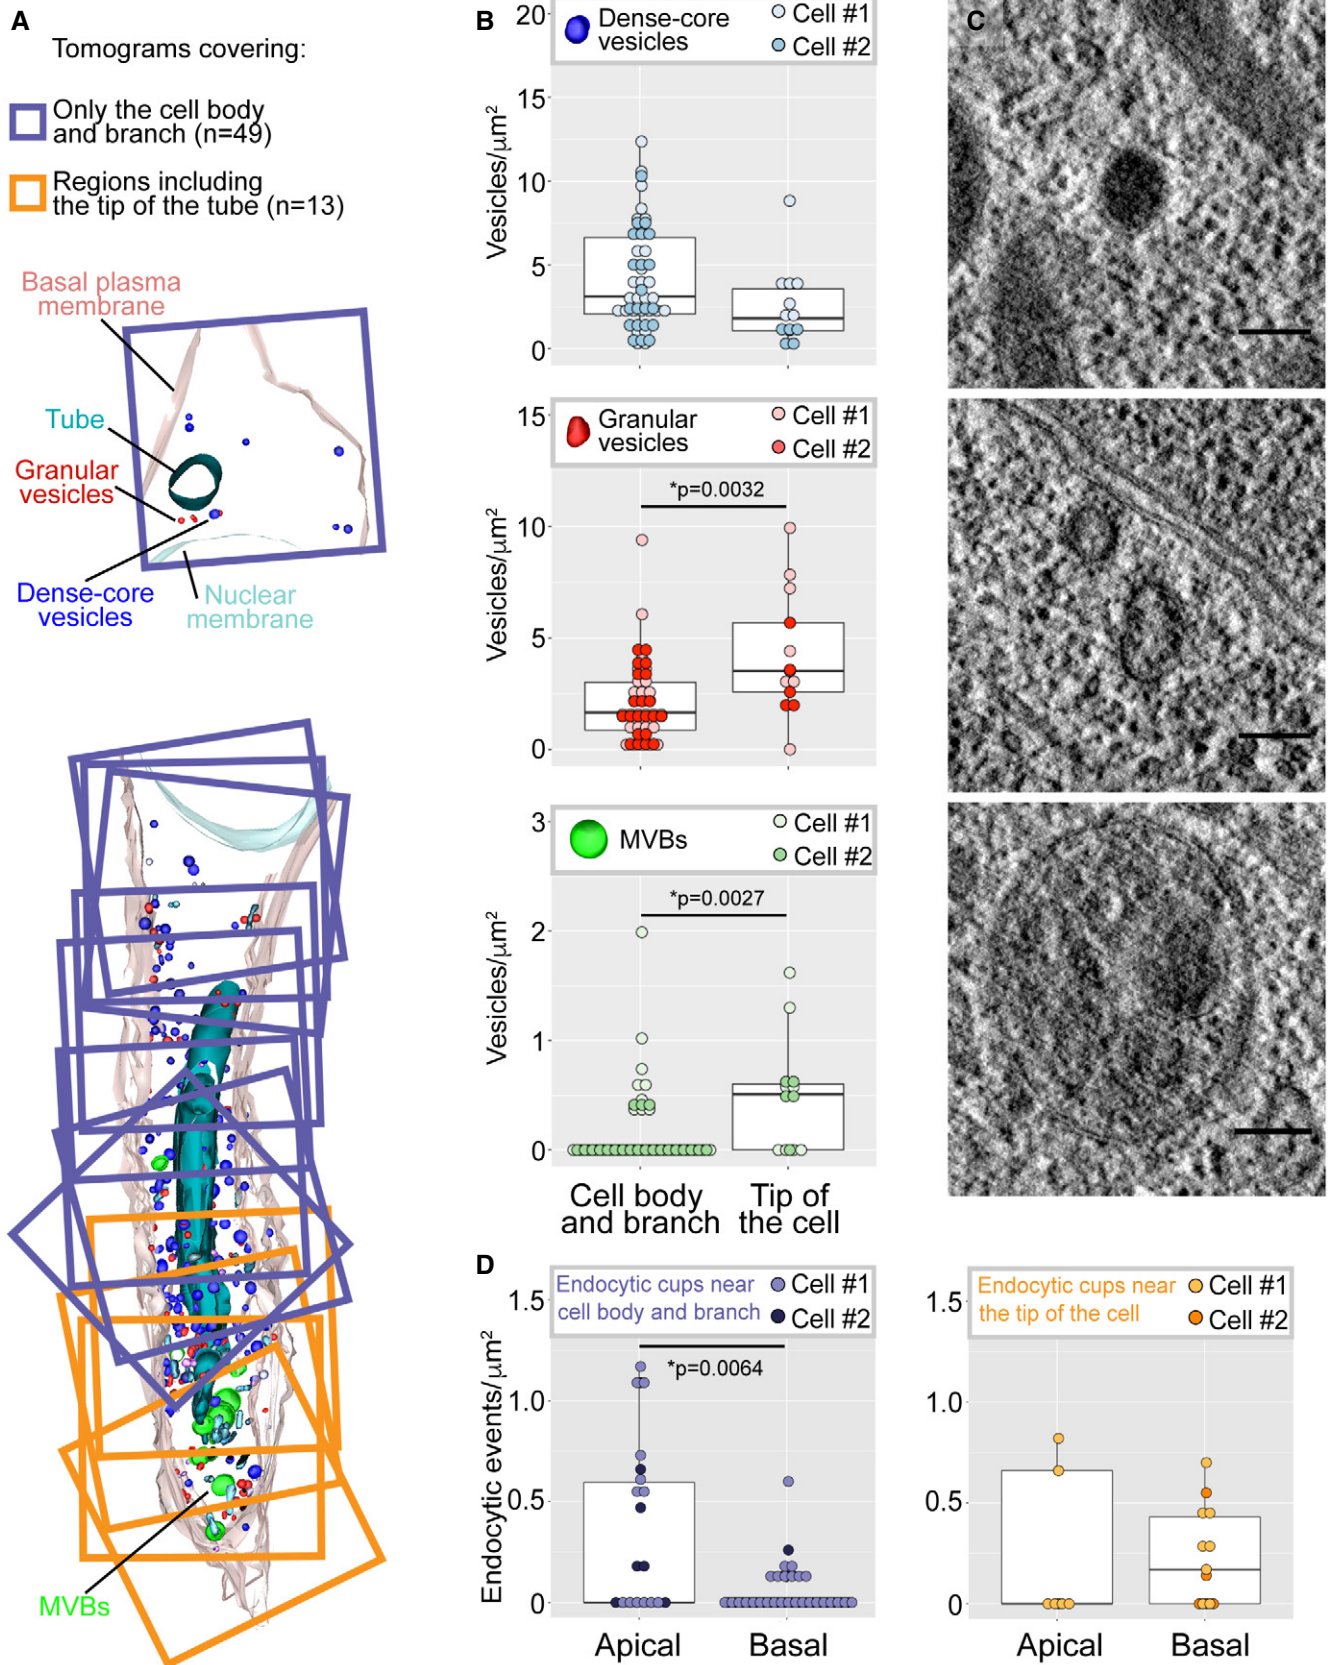 A
Tomograms covering:
Only the cell body
and branch (n=49)
Regions including
the tip of the tube (n=13)
Basal plasma
membrane
Tube
Granular
vesicles
Dense-core
vesicles
Nuclear
membrane
MVBs
B
Dense-core
vesicles
Cell #1
Cell #2
Vesicles/μm²
20
15
10
5
0
Granular
vesicles
Cell #1
Cell #2
*p=0.0032
Vesicles/μm²
15
10
5
0
MVBs
Cell #1
Cell #2
*p=0.0027
Vesicles/μm²
3
2
1
0
Cell body
and branch
Tip of
the cell
C
D
Endocytic cups near
cell body and branch
Cell #1
Cell #2
*p=0.0064
Endocytic events/μm²
1.5
1.0
0.5
0
Apical
Basal
Endocytic cups near
the tip of the cell
Cell #1
Cell #2
1.5
1.0
0.5
0
Apical
Basal